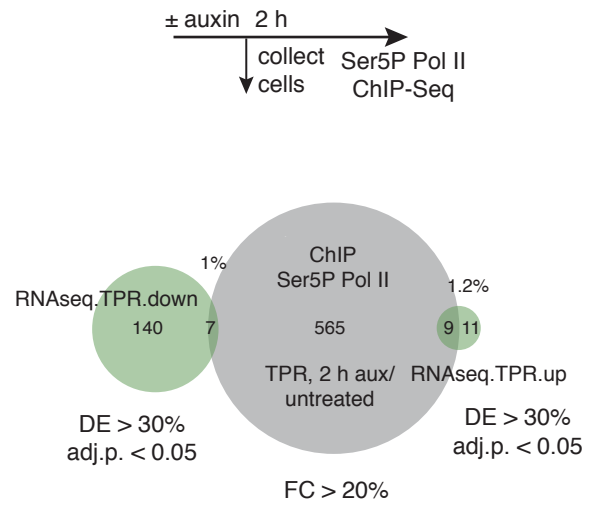 ± auxin 2 h
collect
cells
Ser5P Pol II
ChIP-Seq
1%
ChIP
Ser5P Pol II
1.2%
RNAseq.TPR.down
140
7
565
9
11
TPR, 2 h aux/
untreated
RNAseq.TPR.up
DE > 30%
adj.p. < 0.05
DE > 30%
adj.p. < 0.05
FC > 20%